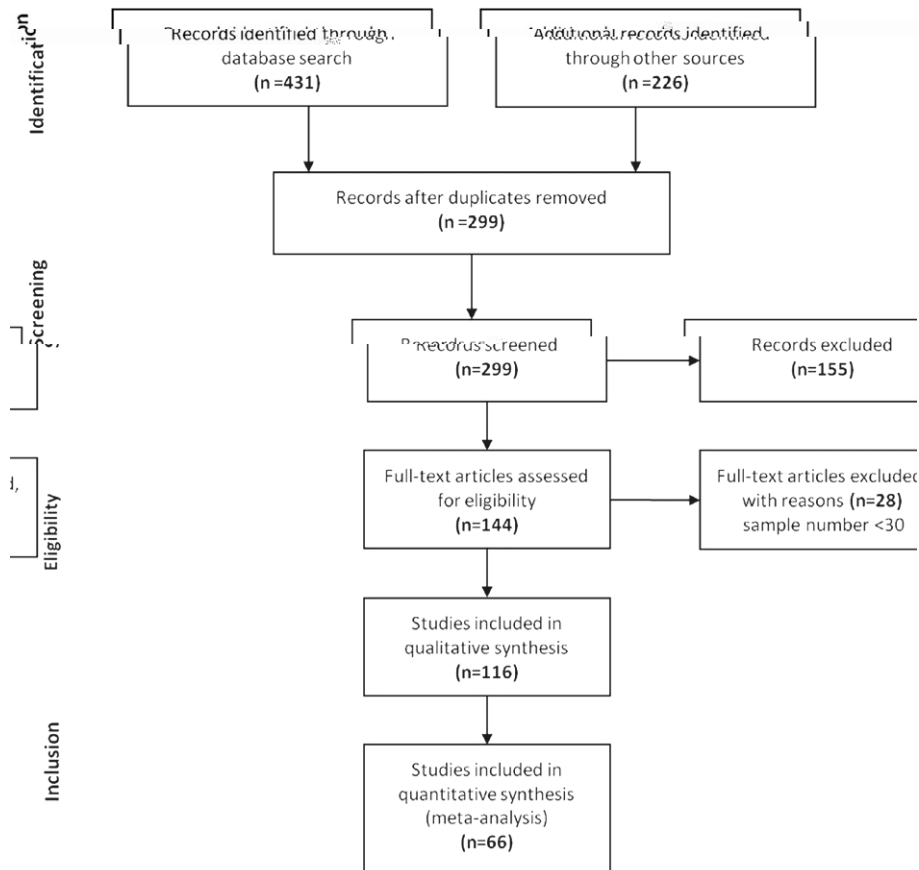 Identification
Records identified through
database search
(n =431)
Additional records identified
through other sources
(n =226)
Records after duplicates removed
(n =299)
Screening
Records screened
(n=299)
Records excluded
(n=155)
Eligibility
d,
Full-text articles assessed
for eligibility
(n=144)
Full-text articles excluded
with reasons (n=28)
sample number <30
Studies included in
qualitative synthesis
(n=116)
Inclusion
Studies included in
quantitative synthesis
(meta-analysis)
(n=66)